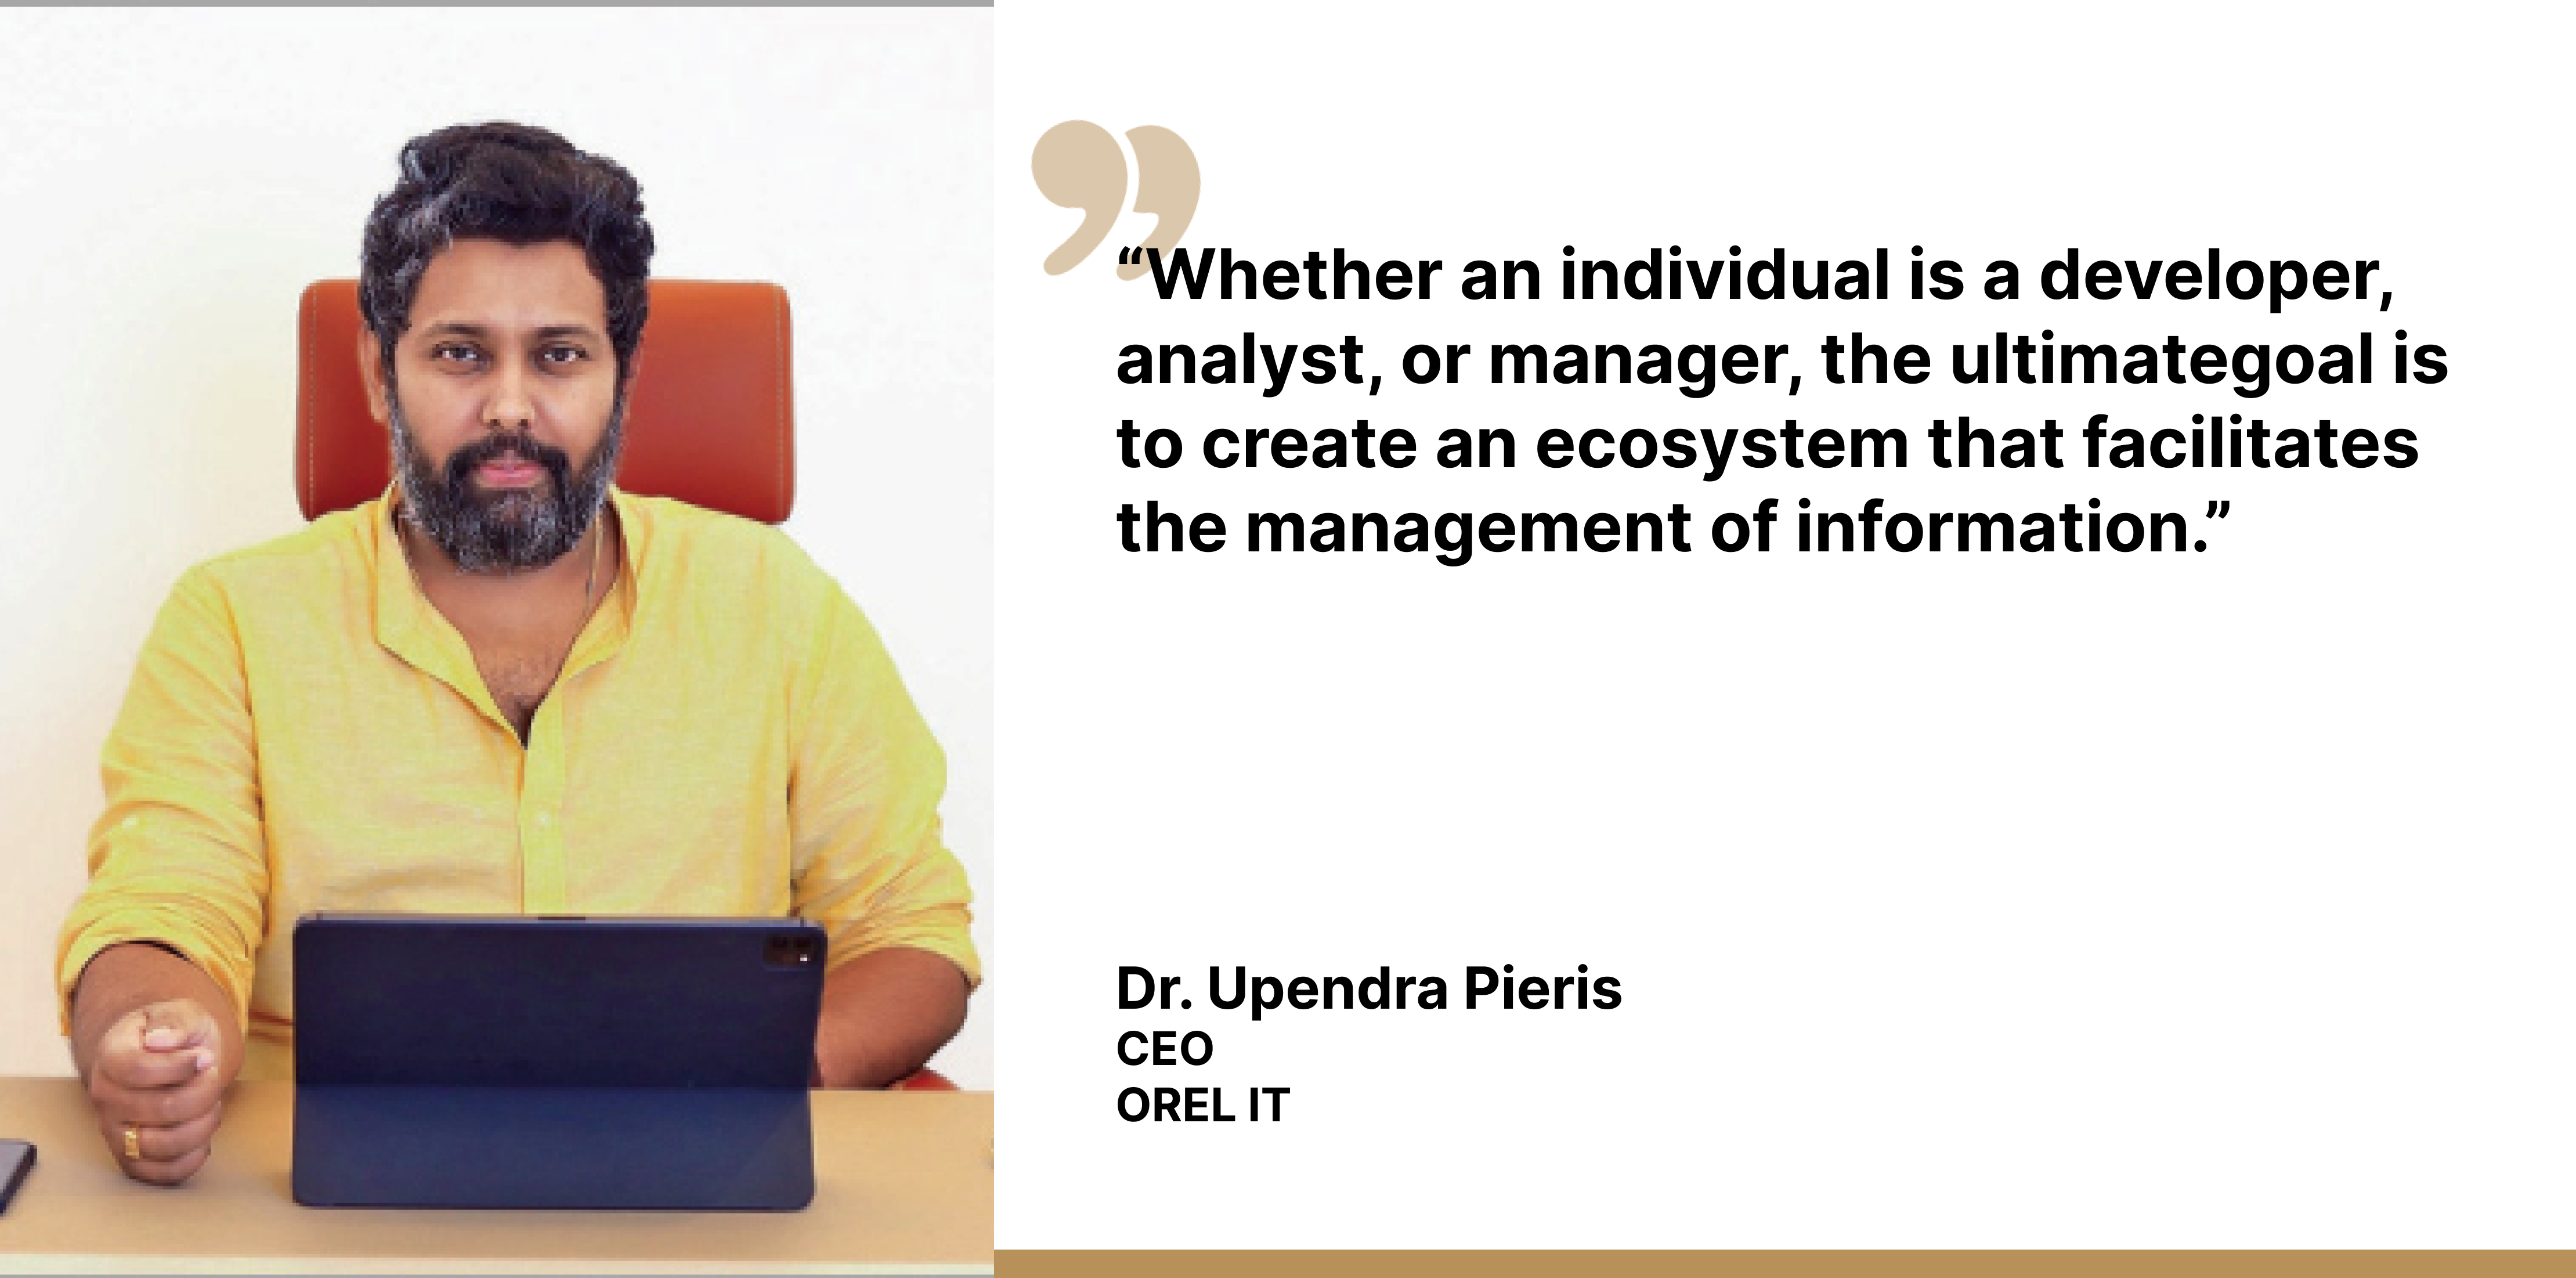 “Whether an individual is a developer,
analyst, or manager, the ultimategoal is
to create an ecosystem that facilitates
the management of information.”
Dr. Upendra Pieris
CEO
OREL IT